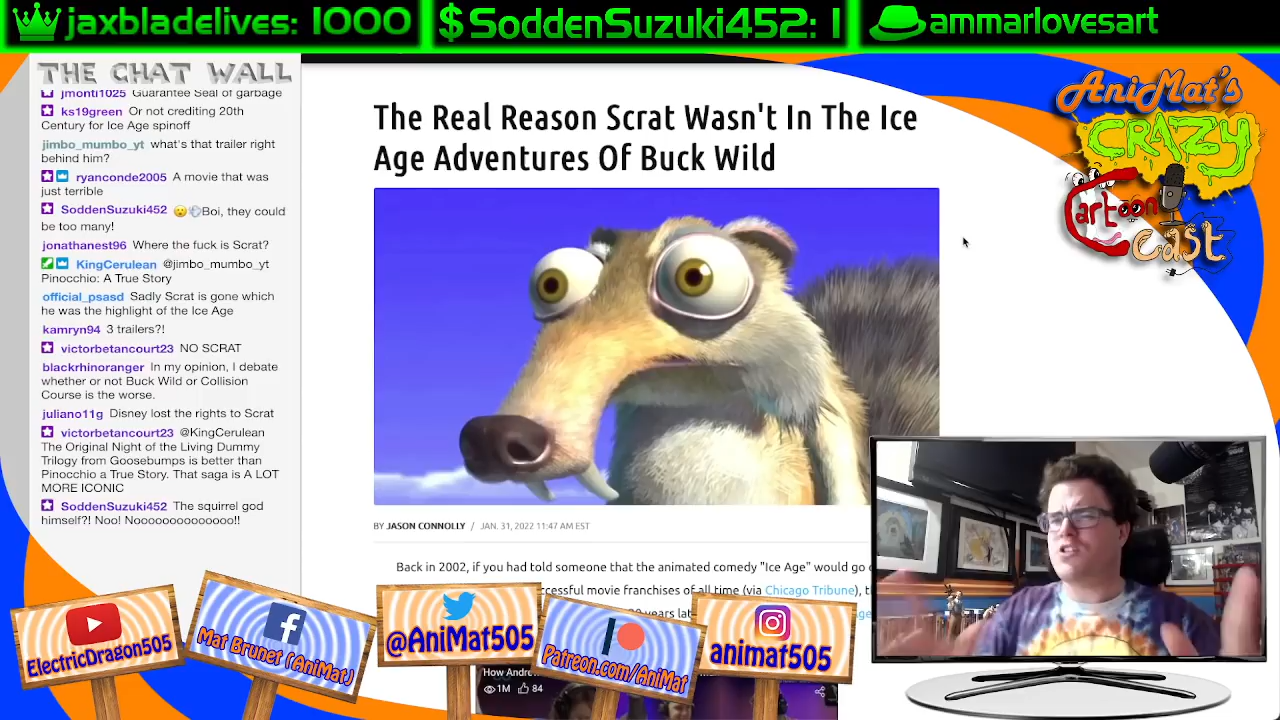 jaxbladelives: 1000
$ SoddenSuzuki452: 1
ammarlovesart
THE CHAT WALL
jmonti1025 Guarantee Seal of garbage
ks19green Or not crediting 20th
Century for Ice Age spinoff
jimbo_mumbo_yt what's that trailer right
behind him?
ryanconde2005 A movie that was
just terrible
SoddenSuzuki452 Boi, they could
be too many!
jonathanest96 Where the fuck is Scrat?
KingCerulean @jimbo_mumbo_yt
Pinocchio: A True Story
official_psasd Sadly Scrat is gone which
he was the highlight of the Ice Age
kamryn94 3 trailers?!
victorbetancourt23 NO SCRAT
blackrhinoranger In my opinion, I debate
whether or not Buck Wild or Collision
Course is the worse.
juliano11g Disney lost the rights to Scrat
victorbetancourt23 @KingCerulean
The Original Night of the Living Dummy
Trilogy from Goosebumps is better than
Pinocchio a True Story. That saga is A LOT
MORE ICONIC
SoddenSuzuki452 The squirrel god
himself?! Noo! Nooooooooooooo!!
The Real Reason Scrat Wasn't In The Ice
Age Adventures Of Buck Wild
BY JASON CONNOLLY / JAN. 31, 2022 11:47 AM EST
Back in 2002, if you had told someone that the animated comedy "Ice Age" would go
successful movie franchises of all time (via Chicago Tribune),
years
How Andre
1M 84
AniMat's
CRAZY
Cartoon
Cast
ElectricDragon505
Mat Brunet (AniMat)
@AniMat505
Patreon.com/AniMat
animat505